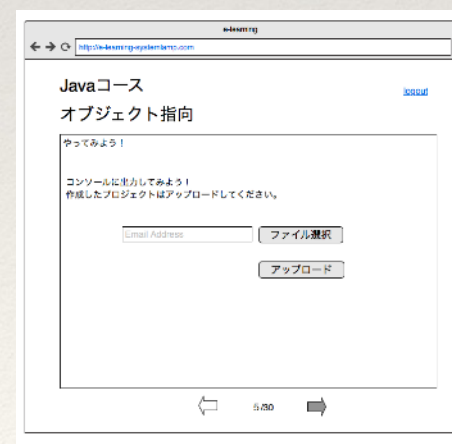 e-learning
http://e-learning-systemlamp.com
Javaコース
logout
オブジェクト指向
やってみよう！
コンソールに出力してみよう！
作成したプロジェクトはアップロードしてください。
Email Address
ファイル選択
アップロード
5/30